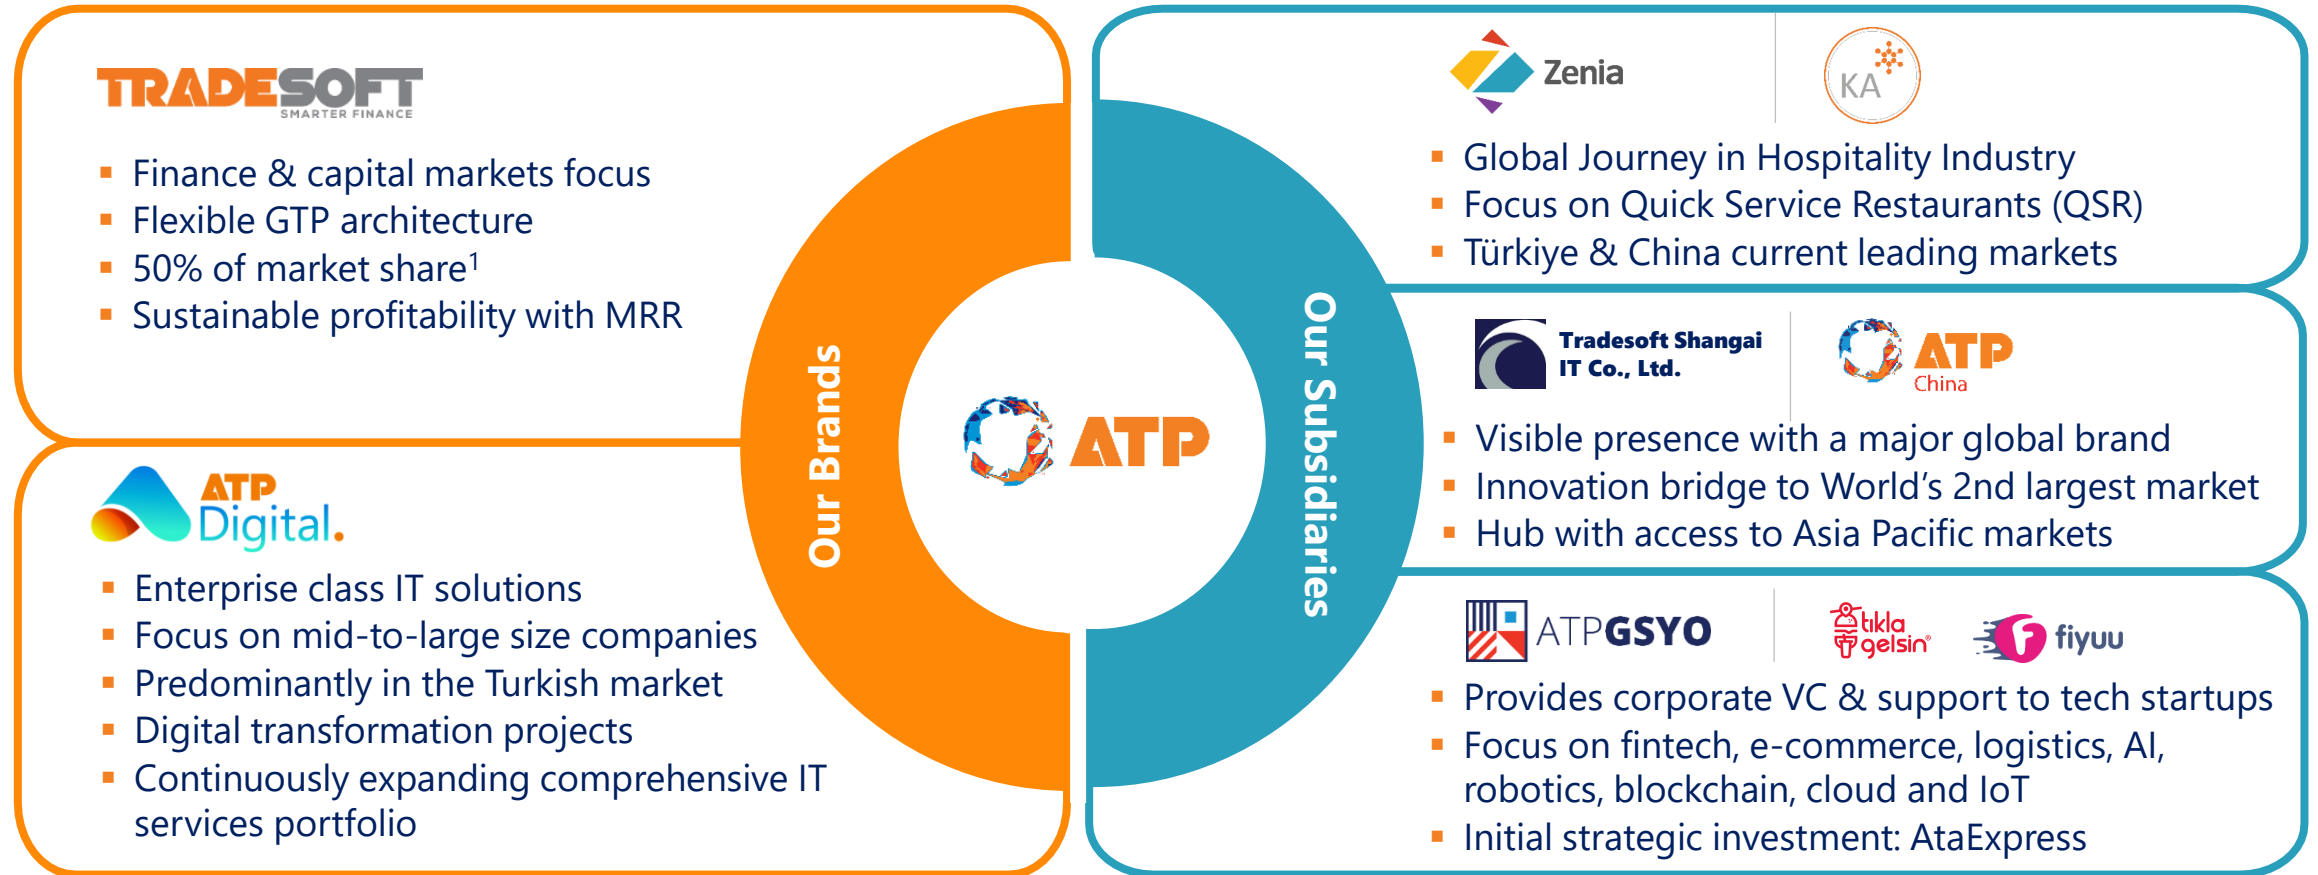 TRADESOFT
SMARTER FINANCE
▪ Finance & capital markets focus
▪ Flexible GTP architecture
▪ 50% of market share¹
▪ Sustainable profitability with MRR
ATP
Digital.
▪ Enterprise class IT solutions
▪ Focus on mid-to-large size companies
▪ Predominantly in the Turkish market
▪ Digital transformation projects
▪ Continuously expanding comprehensive IT
services portfolio
Our Brands
ATP
Our Subsidiaries
Zenia
KA
▪ Global Journey in Hospitality Industry
▪ Focus on Quick Service Restaurants (QSR)
▪ Türkiye & China current leading markets
Tradesoft Shangai
IT Co., Ltd.
ATP
China
▪ Visible presence with a major global brand
▪ Innovation bridge to World’s 2nd largest market
▪ Hub with access to Asia Pacific markets
ATPGSYO
tıkla
gelsin®
fiyuu
▪ Provides corporate VC & support to tech startups
▪ Focus on fintech, e-commerce, logistics, AI,
robotics, blockchain, cloud and IoT
▪ Initial strategic investment: AtaExpress